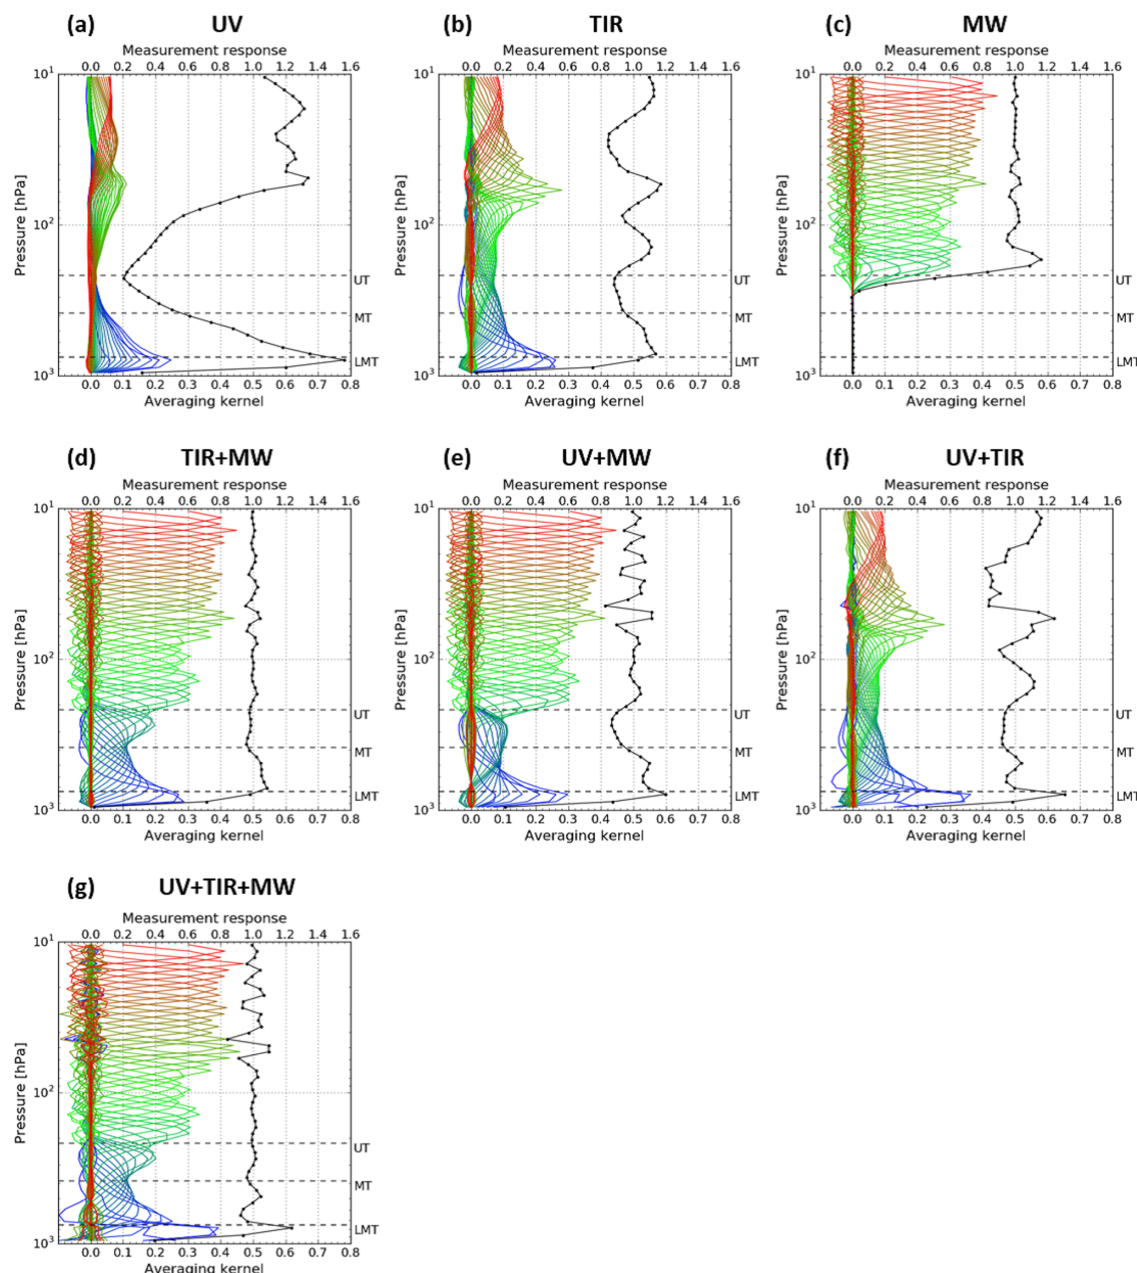 (a) UV
Measurement response
0.0 0.2 0.4 0.6 0.8 1.0 1.2 1.4 1.6
10¹
Pressure [hPa]
10²
UT
MT
LMT
10³
0.0 0.1 0.2 0.3 0.4 0.5 0.6 0.7 0.8
Averaging kernel
(b) TIR
Measurement response
0.0 0.2 0.4 0.6 0.8 1.0 1.2 1.4 1.6
10¹
Pressure [hPa]
10²
UT
MT
LMT
10³
0.0 0.1 0.2 0.3 0.4 0.5 0.6 0.7 0.8
Averaging kernel
(c) MW
Measurement response
0.0 0.2 0.4 0.6 0.8 1.0 1.2 1.4 1.6
10¹
Pressure [hPa]
10²
UT
MT
LMT
10³
0.0 0.1 0.2 0.3 0.4 0.5 0.6 0.7 0.8
Averaging kernel
(d) TIR+MW
Measurement response
0.0 0.2 0.4 0.6 0.8 1.0 1.2 1.4 1.6
10¹
Pressure [hPa]
10²
UT
MT
LMT
10³
0.0 0.1 0.2 0.3 0.4 0.5 0.6 0.7 0.8
Averaging kernel
(e) UV+MW
Measurement response
0.0 0.2 0.4 0.6 0.8 1.0 1.2 1.4 1.6
10¹
Pressure [hPa]
10²
UT
MT
LMT
10³
0.0 0.1 0.2 0.3 0.4 0.5 0.6 0.7 0.8
Averaging kernel
(f) UV+TIR
Measurement response
0.0 0.2 0.4 0.6 0.8 1.0 1.2 1.4 1.6
10¹
Pressure [hPa]
10²
UT
MT
LMT
10³
0.0 0.1 0.2 0.3 0.4 0.5 0.6 0.7 0.8
Averaging kernel
(g) UV+TIR+MW
Measurement response
0.0 0.2 0.4 0.6 0.8 1.0 1.2 1.4 1.6
10¹
Pressure [hPa]
10²
UT
MT
LMT
10³
0.0 0.1 0.2 0.3 0.4 0.5 0.6 0.7 0.8
Averaging kernel